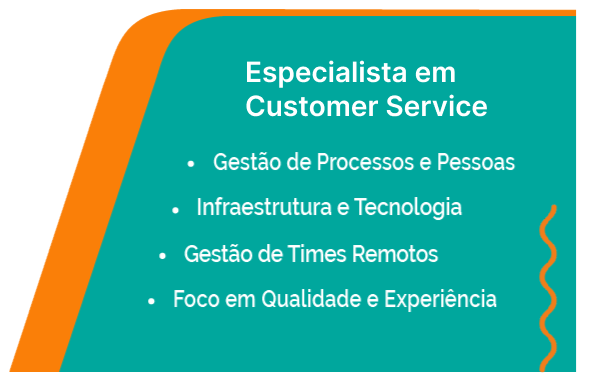 Especialista em
Customer Service
• Gestão de Processos e Pessoas
• Infraestrutura e Tecnologia
• Gestão de Times Remotos
• Foco em Qualidade e Experiência